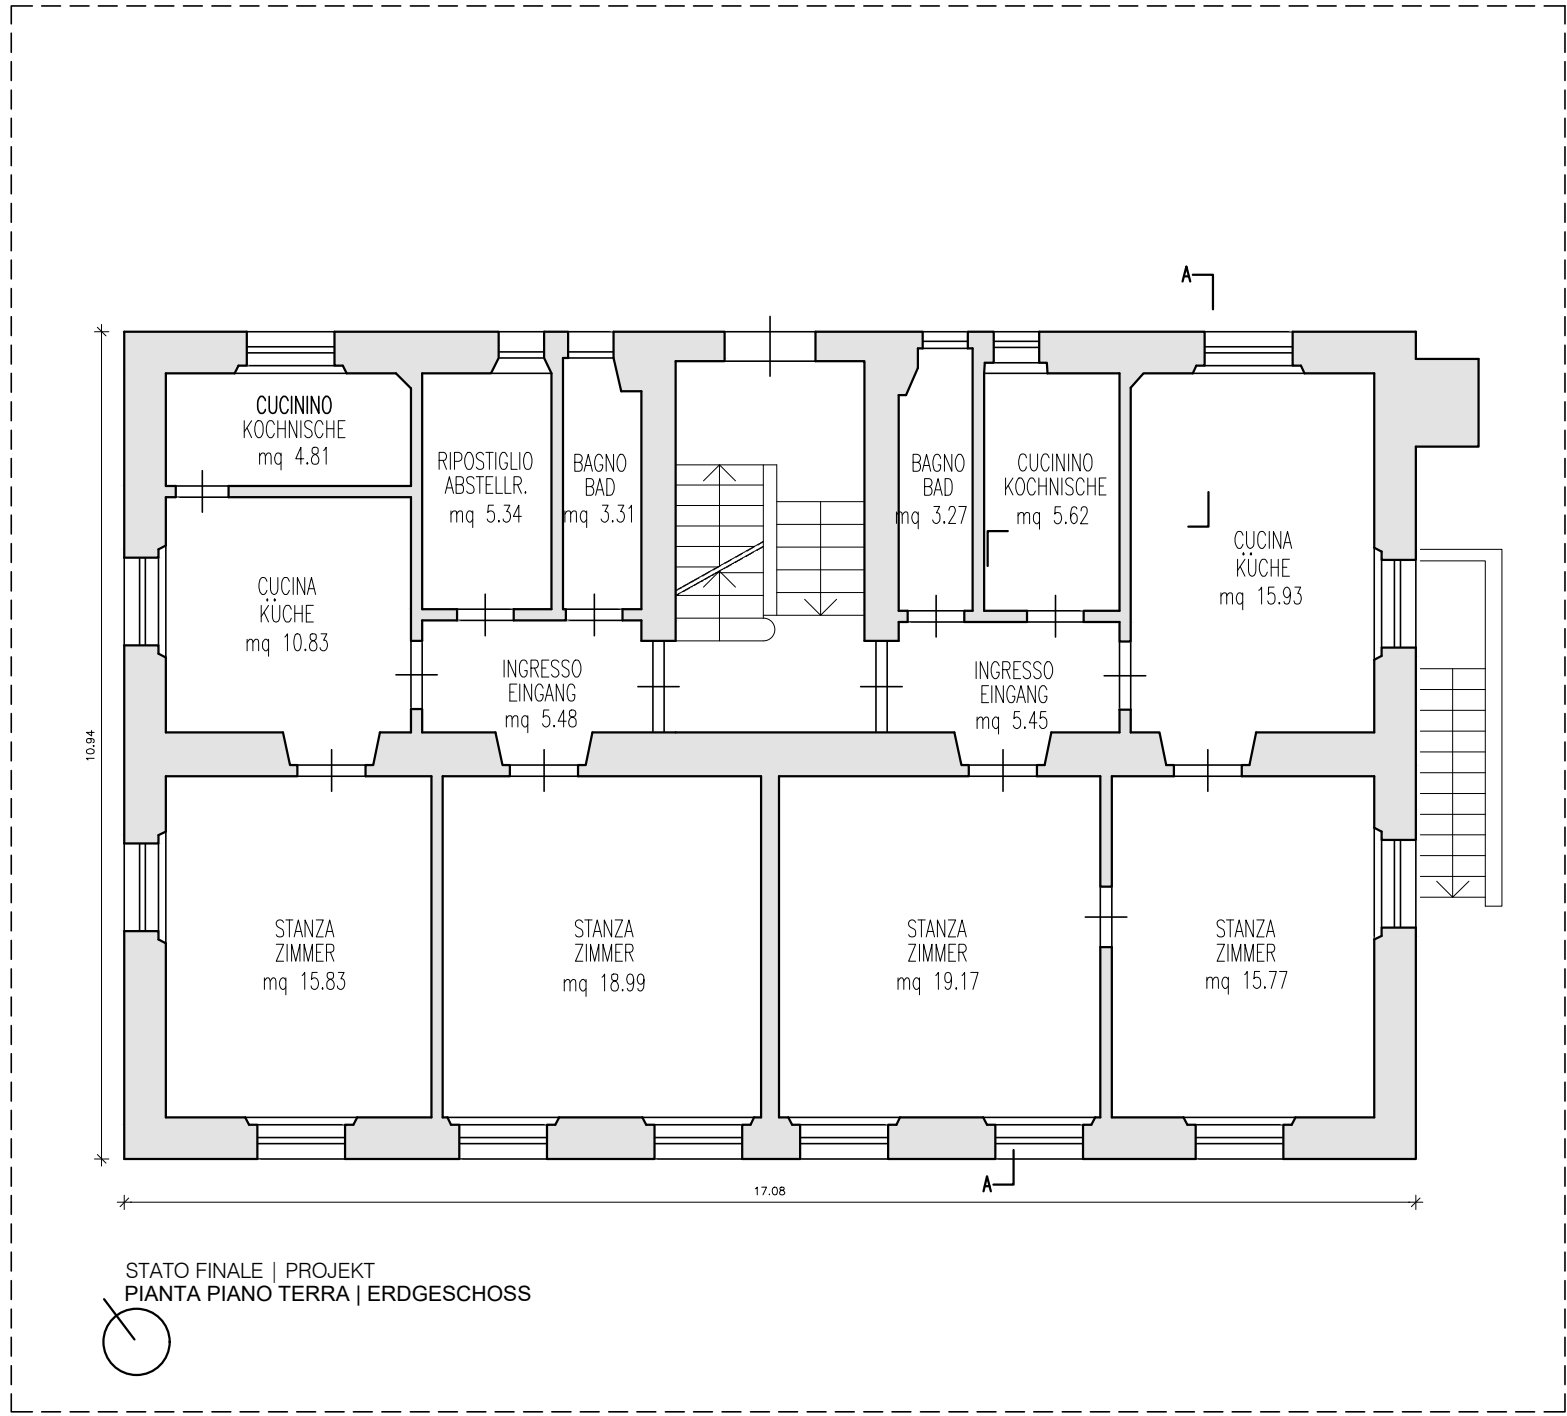 A
CUCININO
KOCHNISCHE
mq 4.81
RIPOSTIGLIO
ABSTELLR.
mq 5.34
BAGNO
BAD
mq 3.31
BAGNO
BAD
mq 3.27
CUCININO
KOCHNISCHE
mq 5.62
CUCINA
KÜCHE
mq 15.93
CUCINA
KÜCHE
mq 10.83
INGRESSO
EINGANG
mq 5.48
INGRESSO
EINGANG
mq 5.45
10.94
STANZA
ZIMMER
mq 15.83
STANZA
ZIMMER
mq 18.99
STANZA
ZIMMER
mq 19.17
STANZA
ZIMMER
mq 15.77
A
17.08
STATO FINALE | PROJEKT
PIANTA PIANO TERRA | ERDGESCHOSS